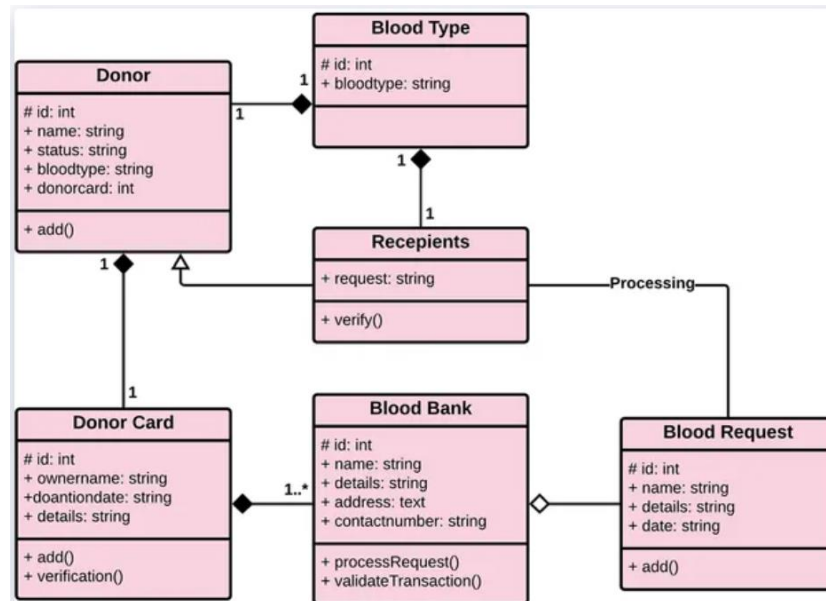 Blood Type
# id: int
+ bloodtype: string
Donor
# id: int
+ name: string
+ status: string
+ bloodtype: string
+ donorcard: int
+ add()
1
1
1
1
Recepients
+ request: string
+ verify()
Processing
1
1
Donor Card
# id: int
+ ownername: string
+doantiondate: string
+ details: string
+ add()
+ verification()
1..*
Blood Bank
# id: int
+ name: string
+ details: string
+ address: text
+ contactnumber: string
+ processRequest()
+ validateTransaction()
Blood Request
# id: int
+ name: string
+ details: string
+ date: string
+ add()